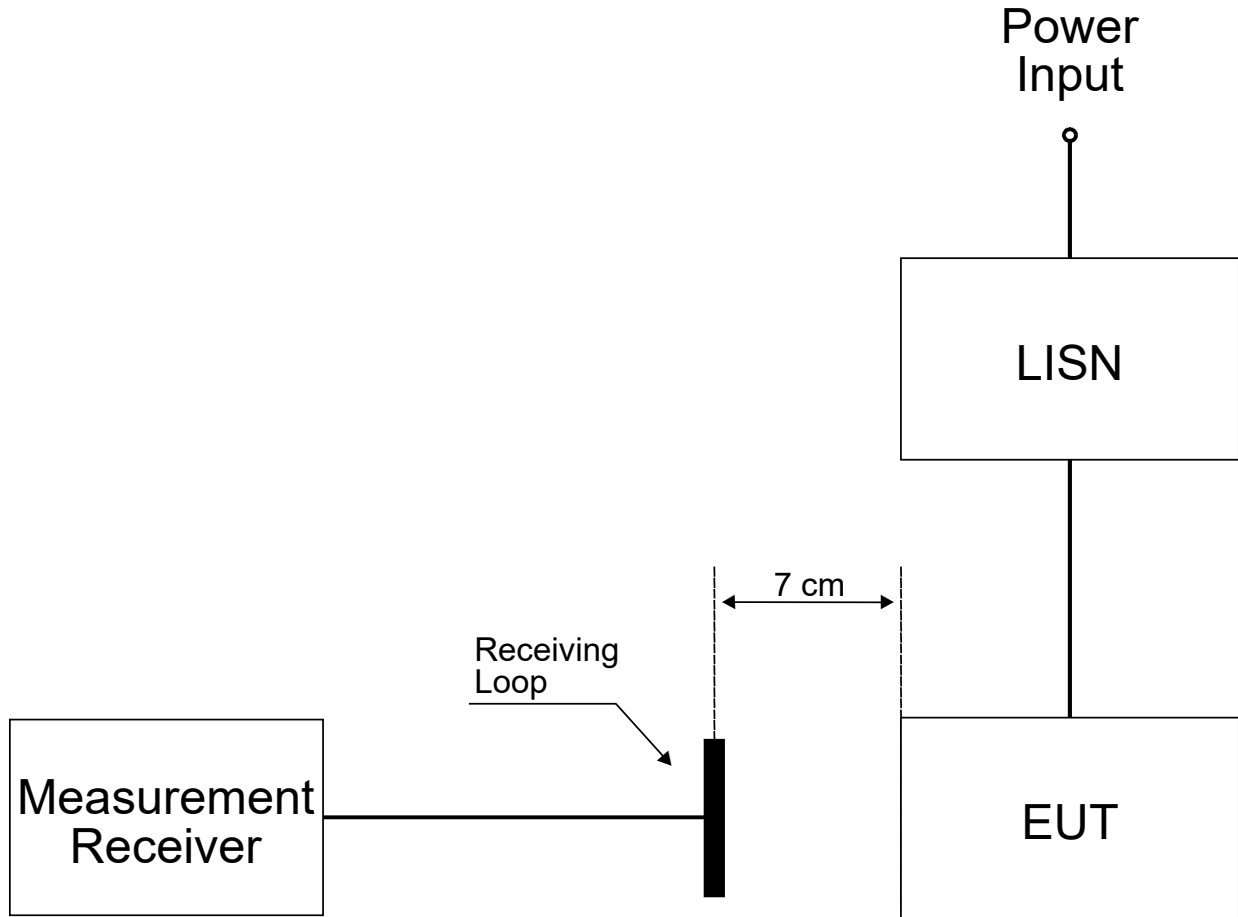 Power
Input
LISN
7 cm
Receiving
Loop
Measurement
Receiver
EUT